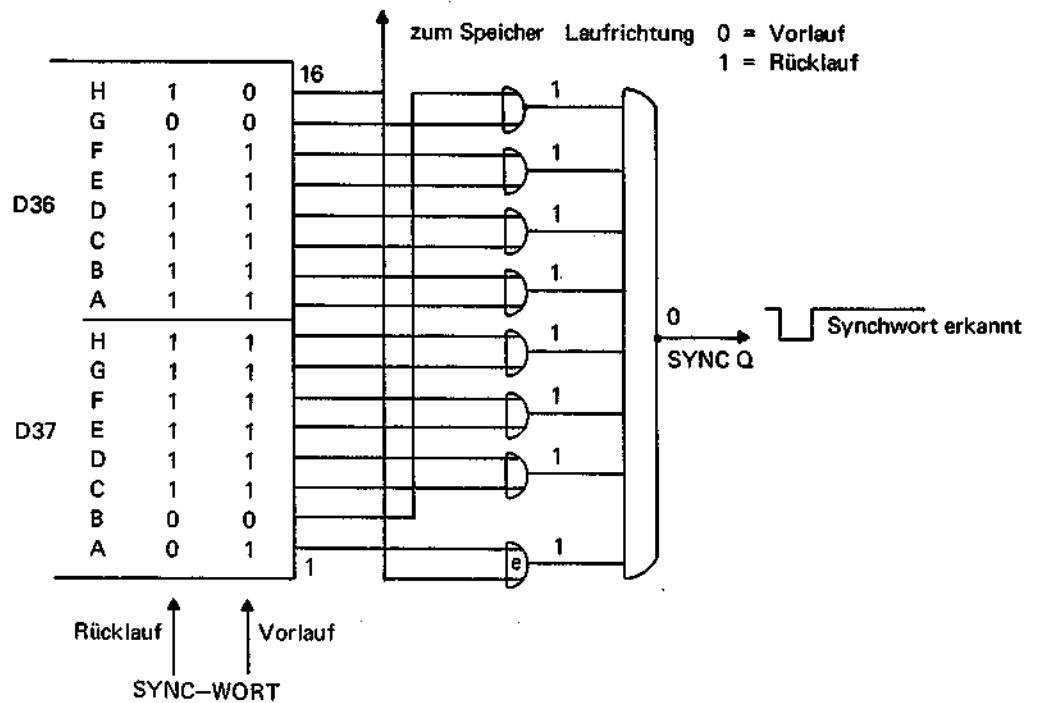 zum Speicher Laufrichtung 0 = Vorlauf
1 = Rücklauf
16
H 1 0
G 0 0
F 1 1
E 1 1
D36
D 1 1
C 1 1
B 1 1
A 1 1
H 1 1
G 1 1
F 1 1
D37
E 1 1
D 1 1
C 1 1
B 0 0
A 0 1
1
1
1
1
1
1
1
1
e
1
0
SYNC Q
Synchwort erkannt
Rücklauf
Vorlauf
SYNC–WORT